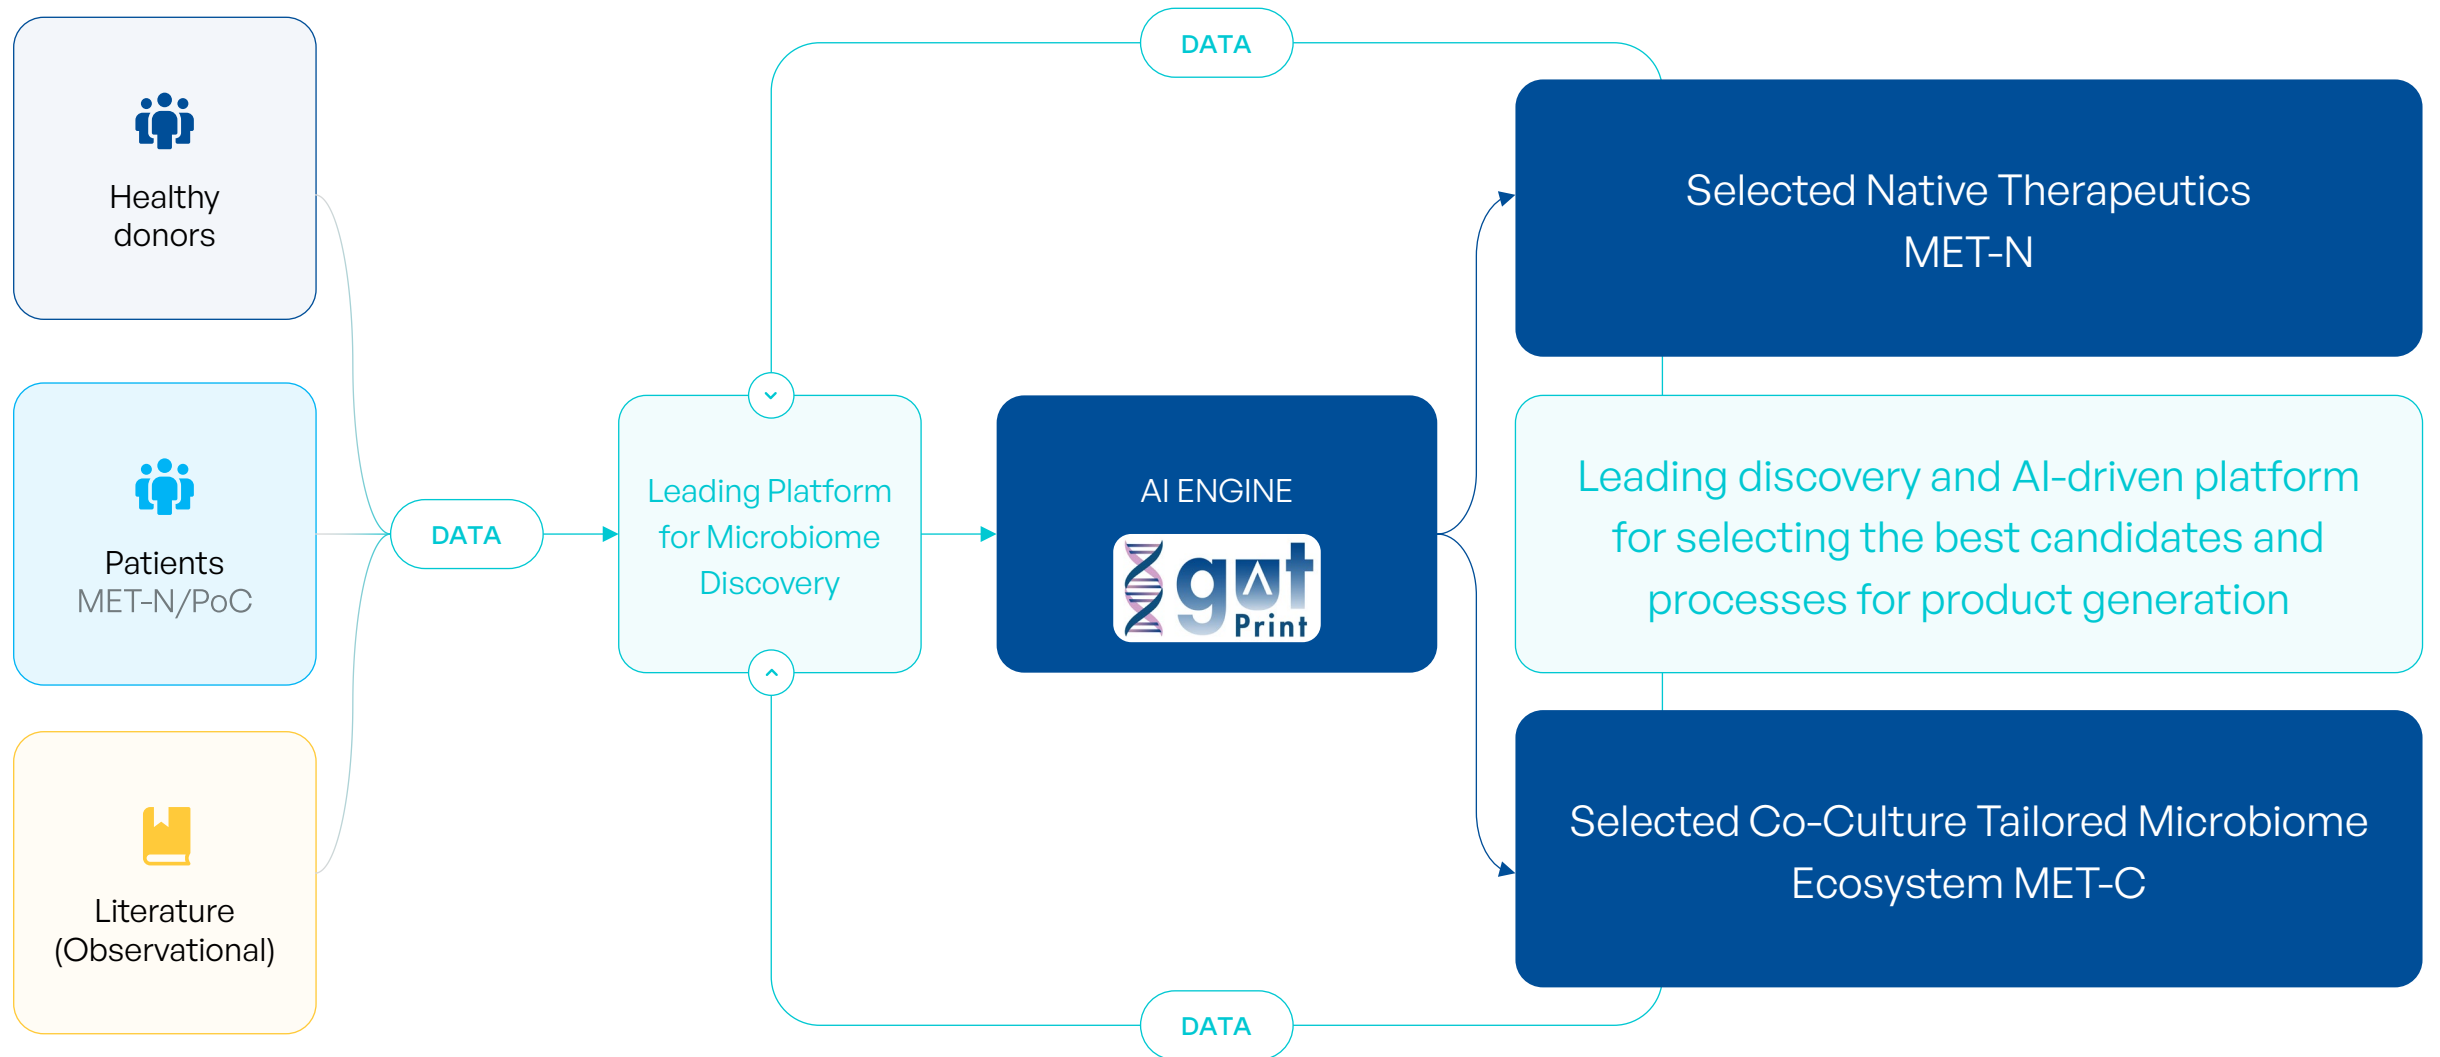 Healthy
donors
Patients
MET-N/PoC
Literature
(Observational)
DATA
DATA
Leading Platform
for Microbiome
Discovery
AI ENGINE
gut
Print
DATA
Selected Native Therapeutics
MET-N
Leading discovery and AI-driven platform
for selecting the best candidates and
processes for product generation
Selected Co-Culture Tailored Microbiome
Ecosystem MET-C